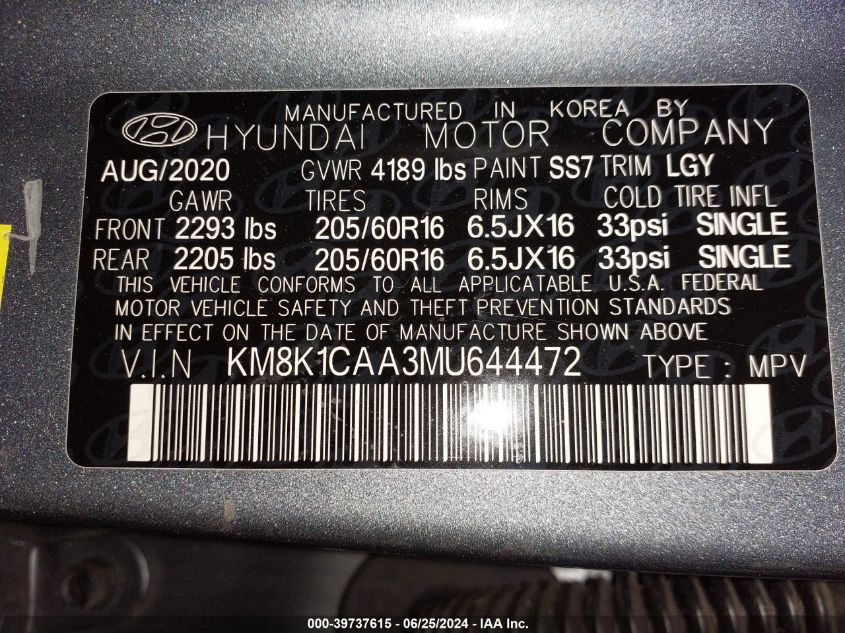 MANUFACTURED IN KOREA BY
HYUNDAI MOTOR COMPANY
AUG/2020 GVWR 4189 lbs PAINT SS7 TRIM LGY
GAWR TIRES RIMS COLD TIRE INFL
FRONT 2293 lbs 205/60R16 6.5JX16 33psi SINGLE
REAR 2205 lbs 205/60R16 6.5JX16 33psi SINGLE
THIS VEHICLE CONFORMS TO ALL APPLICATABLE U.S.A. FEDERAL
MOTOR VEHICLE SAFETY AND THEFT PREVENTION STANDARDS
IN EFFECT ON THE DATE OF MANUFACTURE SHOWN ABOVE.
V.I.N KM8K1CAA3MU644472 TYPE : MPV
000-39737615 - 06/25/2024 - IAA Inc.